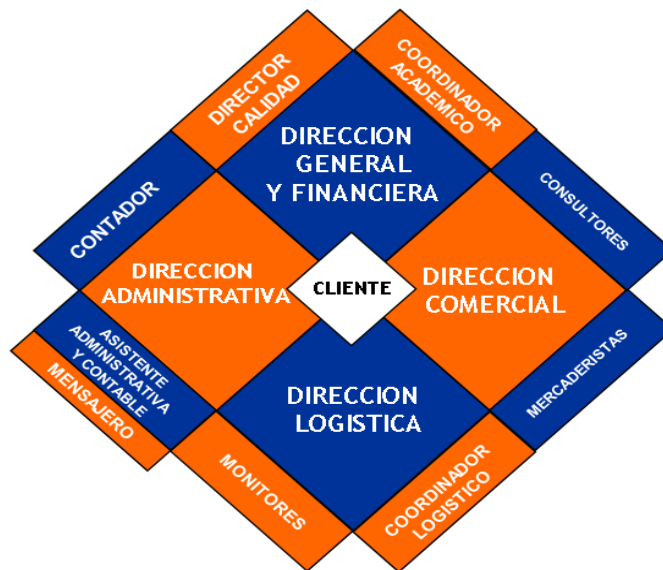 DIRECTOR
CALIDAD
COORDINADOR
ACADEMICO
DIRECCION
GENERAL
Y FINANCIERA
CONTADOR
CONSULTORES
DIRECCION
ADMINISTRATIVA
CLIENTE
DIRECCION
COMERCIAL
ASISTENTE
ADMINISTRATIVA
Y CONTABLE
MENSAJERO
DIRECCION
LOGISTICA
MERCADERISTAS
MONITORES
COORDINADOR
LOGISTICO